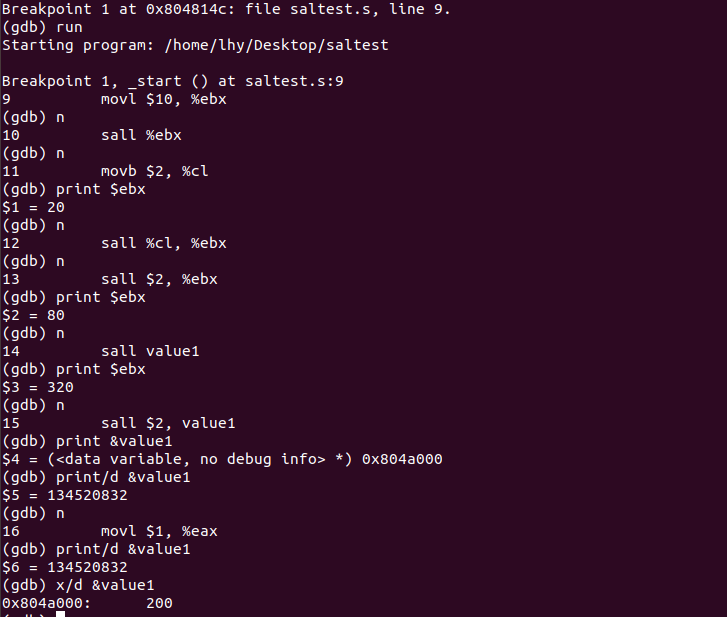 Breakpoint 1 at 0x804814c: file saltest.s, line 9.
(gdb) run
Starting program: /home/lhy/Desktop/saltest
Breakpoint 1, _start () at saltest.s:9
9 movl $10, %ebx
(gdb) n
10 sall %ebx
(gdb) n
11 movb $2, %cl
(gdb) print $ebx
$1 = 20
(gdb) n
12 sall %cl, %ebx
(gdb) n
13 sall $2, %ebx
(gdb) print $ebx
$2 = 80
(gdb) n
14 sall value1
(gdb) print $ebx
$3 = 320
(gdb) n
15 sall $2, value1
(gdb) print &value1
$4 = (<data variable, no debug info> *) 0x804a000
(gdb) print/d &value1
$5 = 134520832
(gdb) n
16 movl $1, %eax
(gdb) print/d &value1
$6 = 134520832
(gdb) x/d &value1
0x804a000: 200
(gdb)